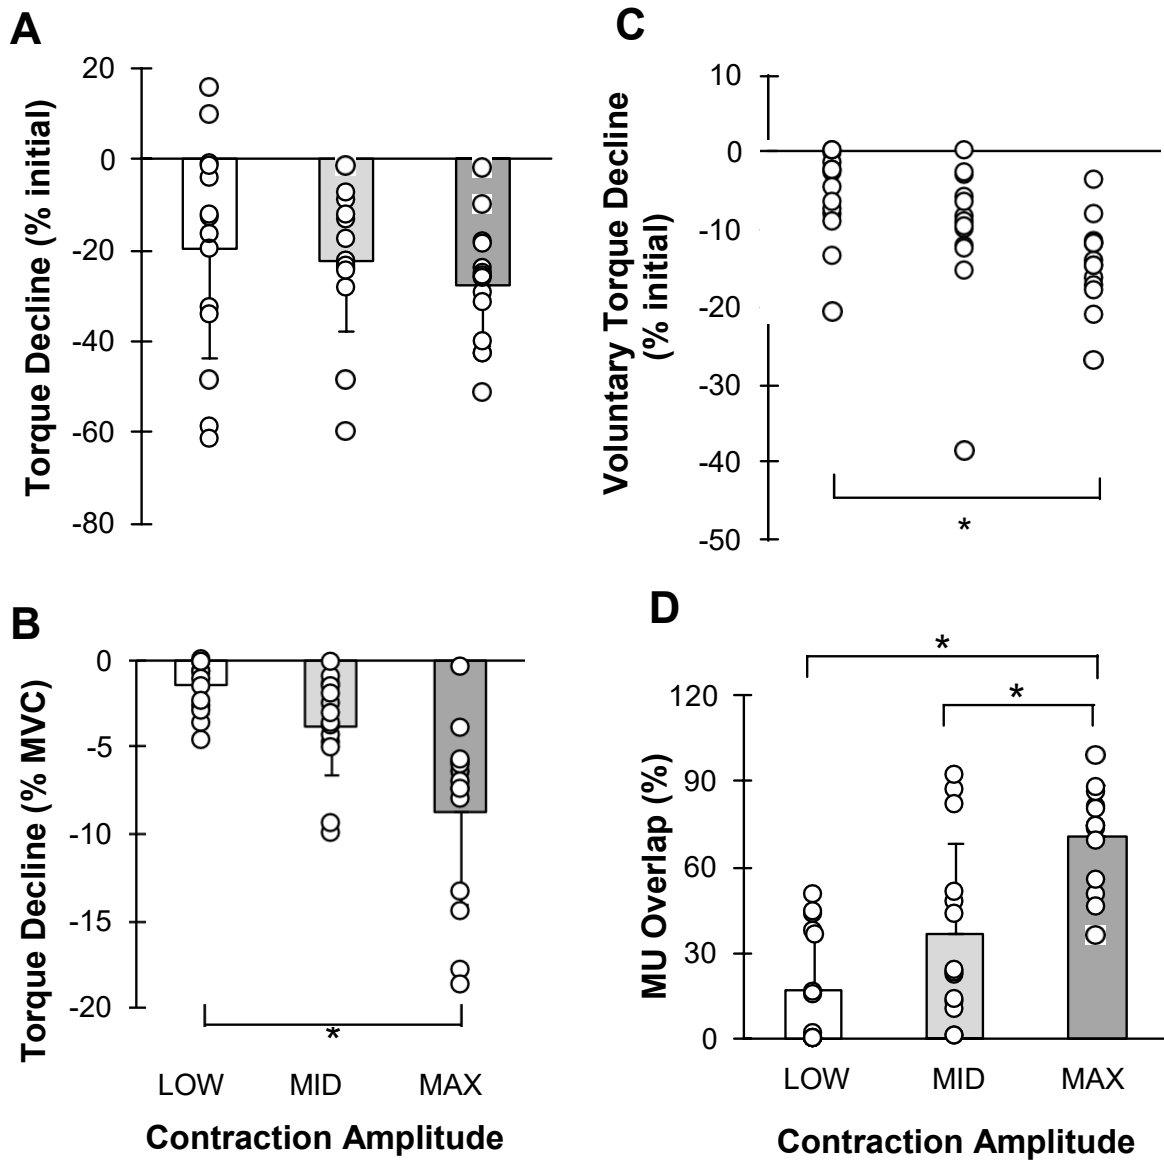 A
Torque Decline (% initial)
20
0
-20
-40
-60
-80
B
Torque Decline (% MVC)
0
-5
-10
-15
-20
*
LOW MID MAX
Contraction Amplitude
C
Voluntary Torque Decline
(% initial)
10
0
-10
-20
-30
-40
-50
*
D
MU Overlap (%)
*
*
120
90
60
30
0
LOW MID MAX
Contraction Amplitude